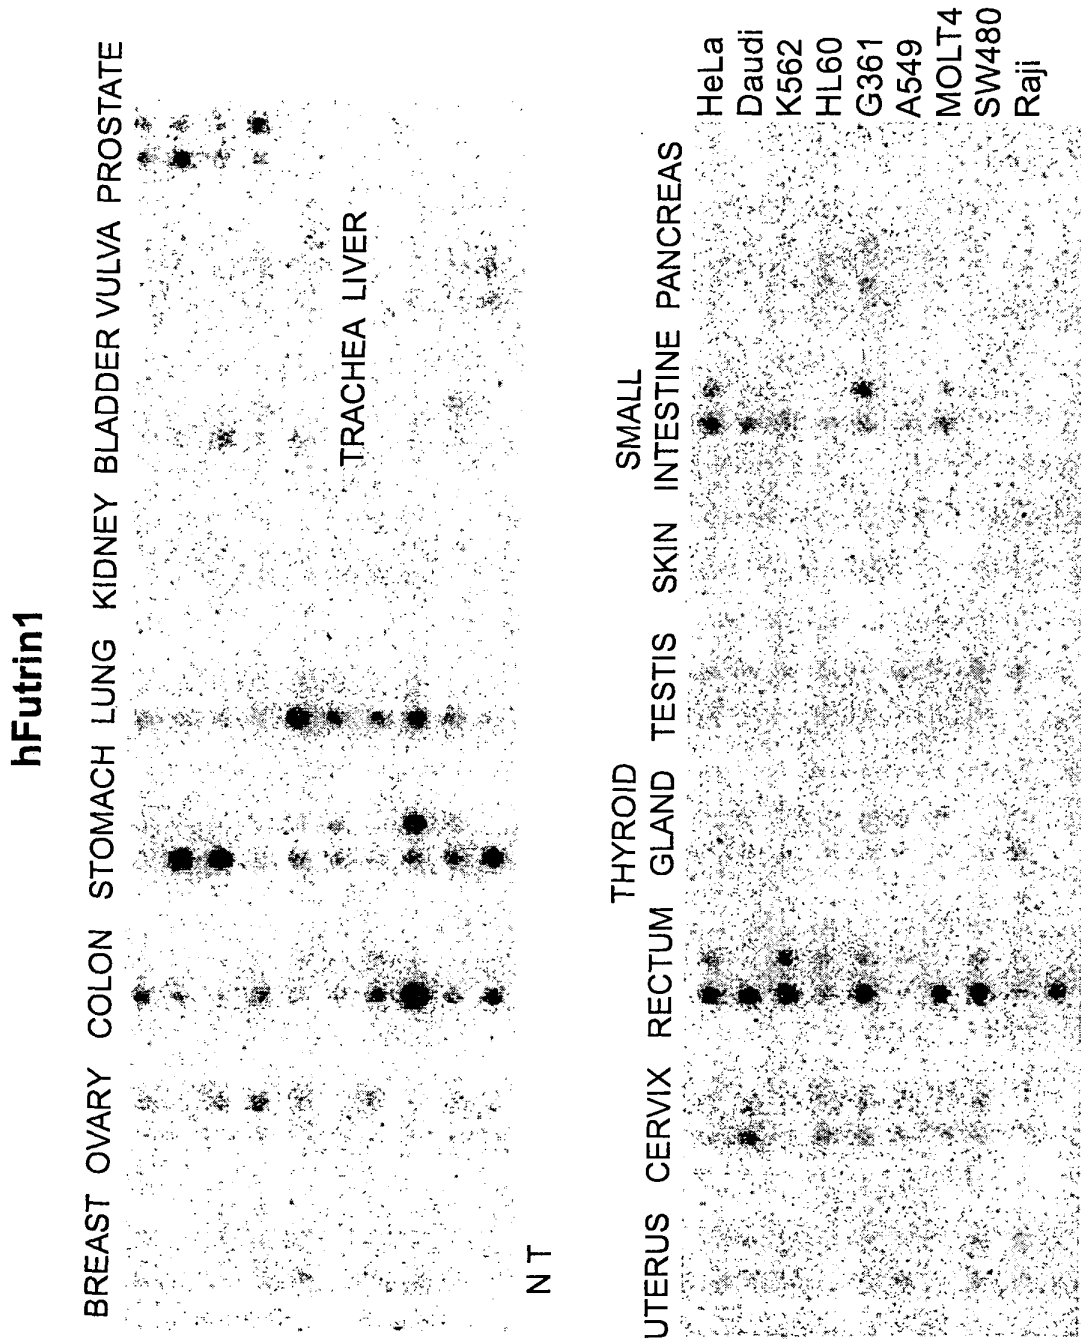 hFutrin1
BREAST OVARY COLON STOMACH LUNG KIDNEY BLADDER VULVA PROSTATE
TRACHEA LIVER
N T
THYROID SMALL
UTERUS CERVIX RECTUM GLAND TESTIS SKIN INTESTINE PANCREAS
HeLa
Daudi
K562
HL60
G361
A549
MOLT4
SW480
Raji